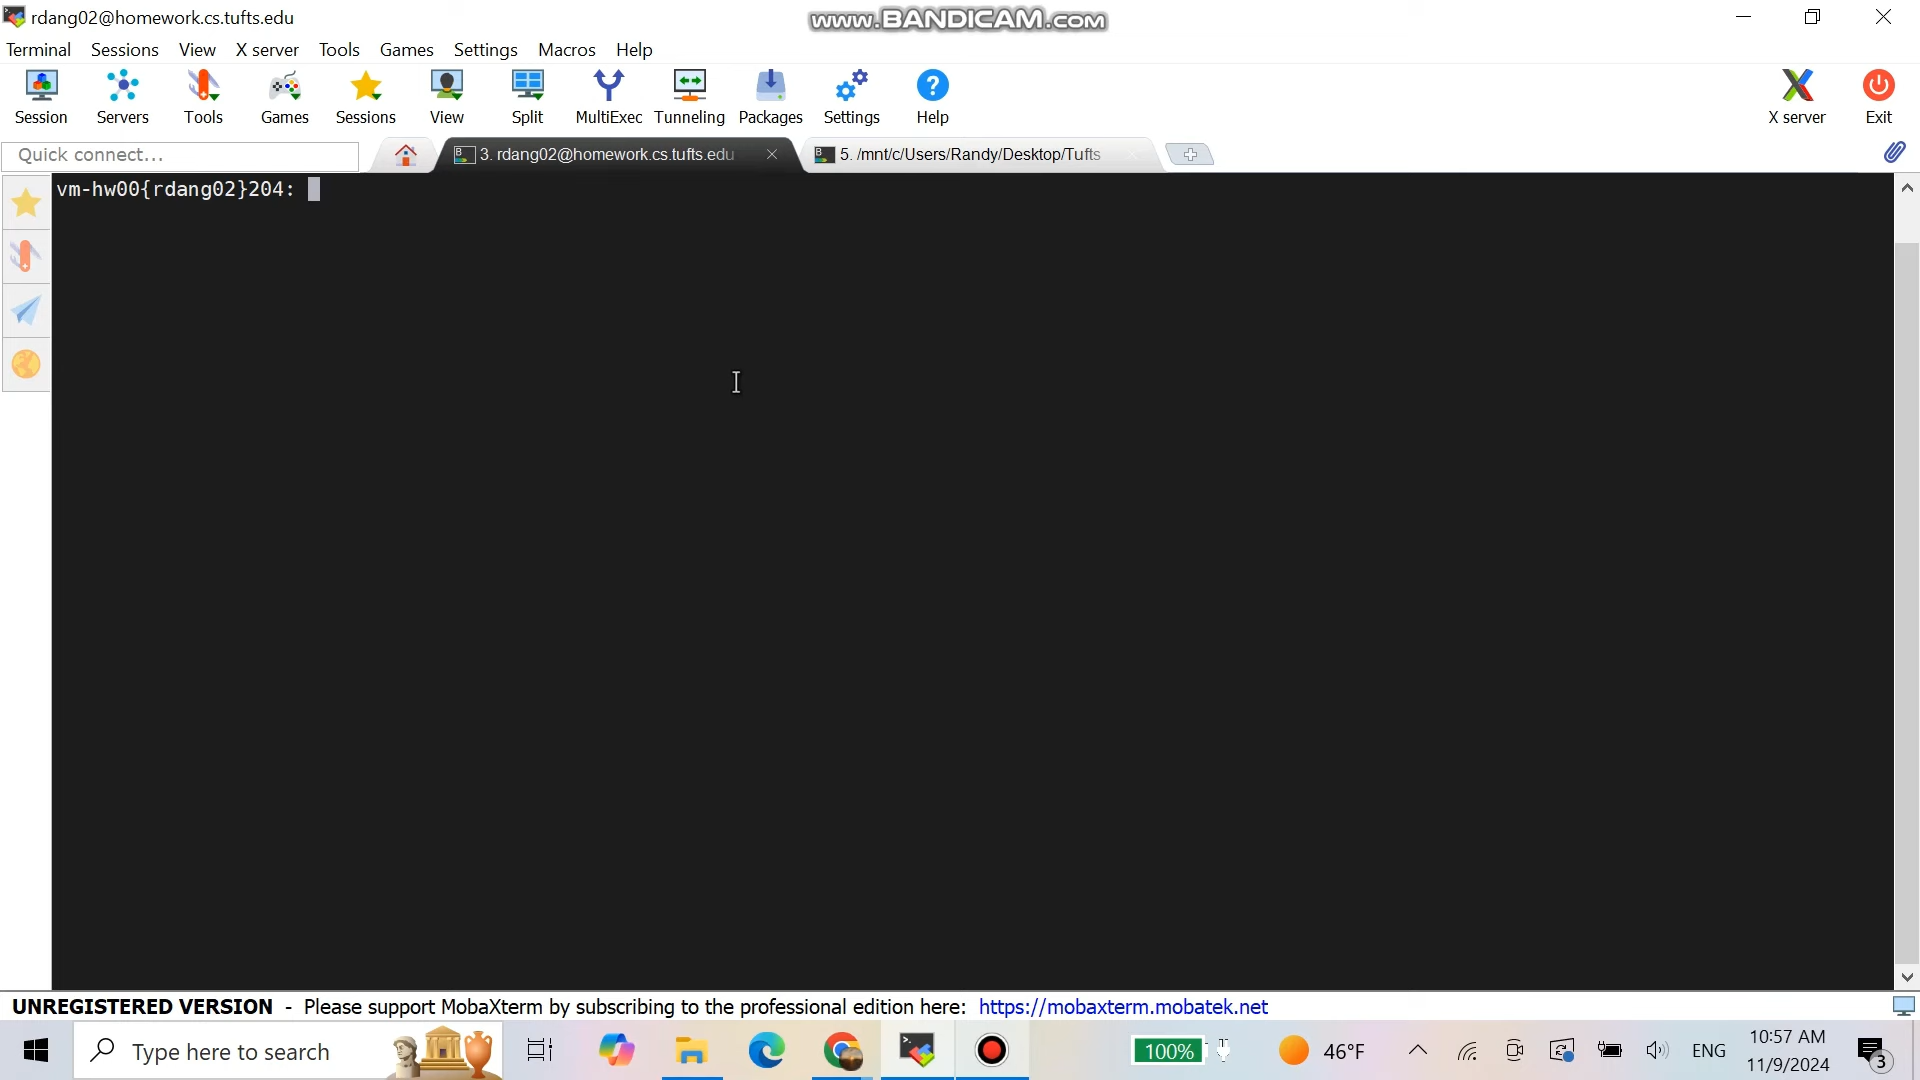 rdang02@homework.cs.tufts.edu
www.BANDICAM.com
Terminal Sessions View X server Tools Games Settings Macros Help
Session Servers Tools Games Sessions View Split MultiExec Tunneling Packages Settings Help X server Exit
Quick connect...
3. rdang02@homework.cs.tufts.edu
5. /mnt/c/Users/Randy/Desktop/Tufts
vm-hw00{rdang02}204:
UNREGISTERED VERSION - Please support MobaXterm by subscribing to the professional edition here: https://mobaxterm.mobatek.net
Type here to search
100%
46°F
ENG
10:57 AM
11/9/2024
3